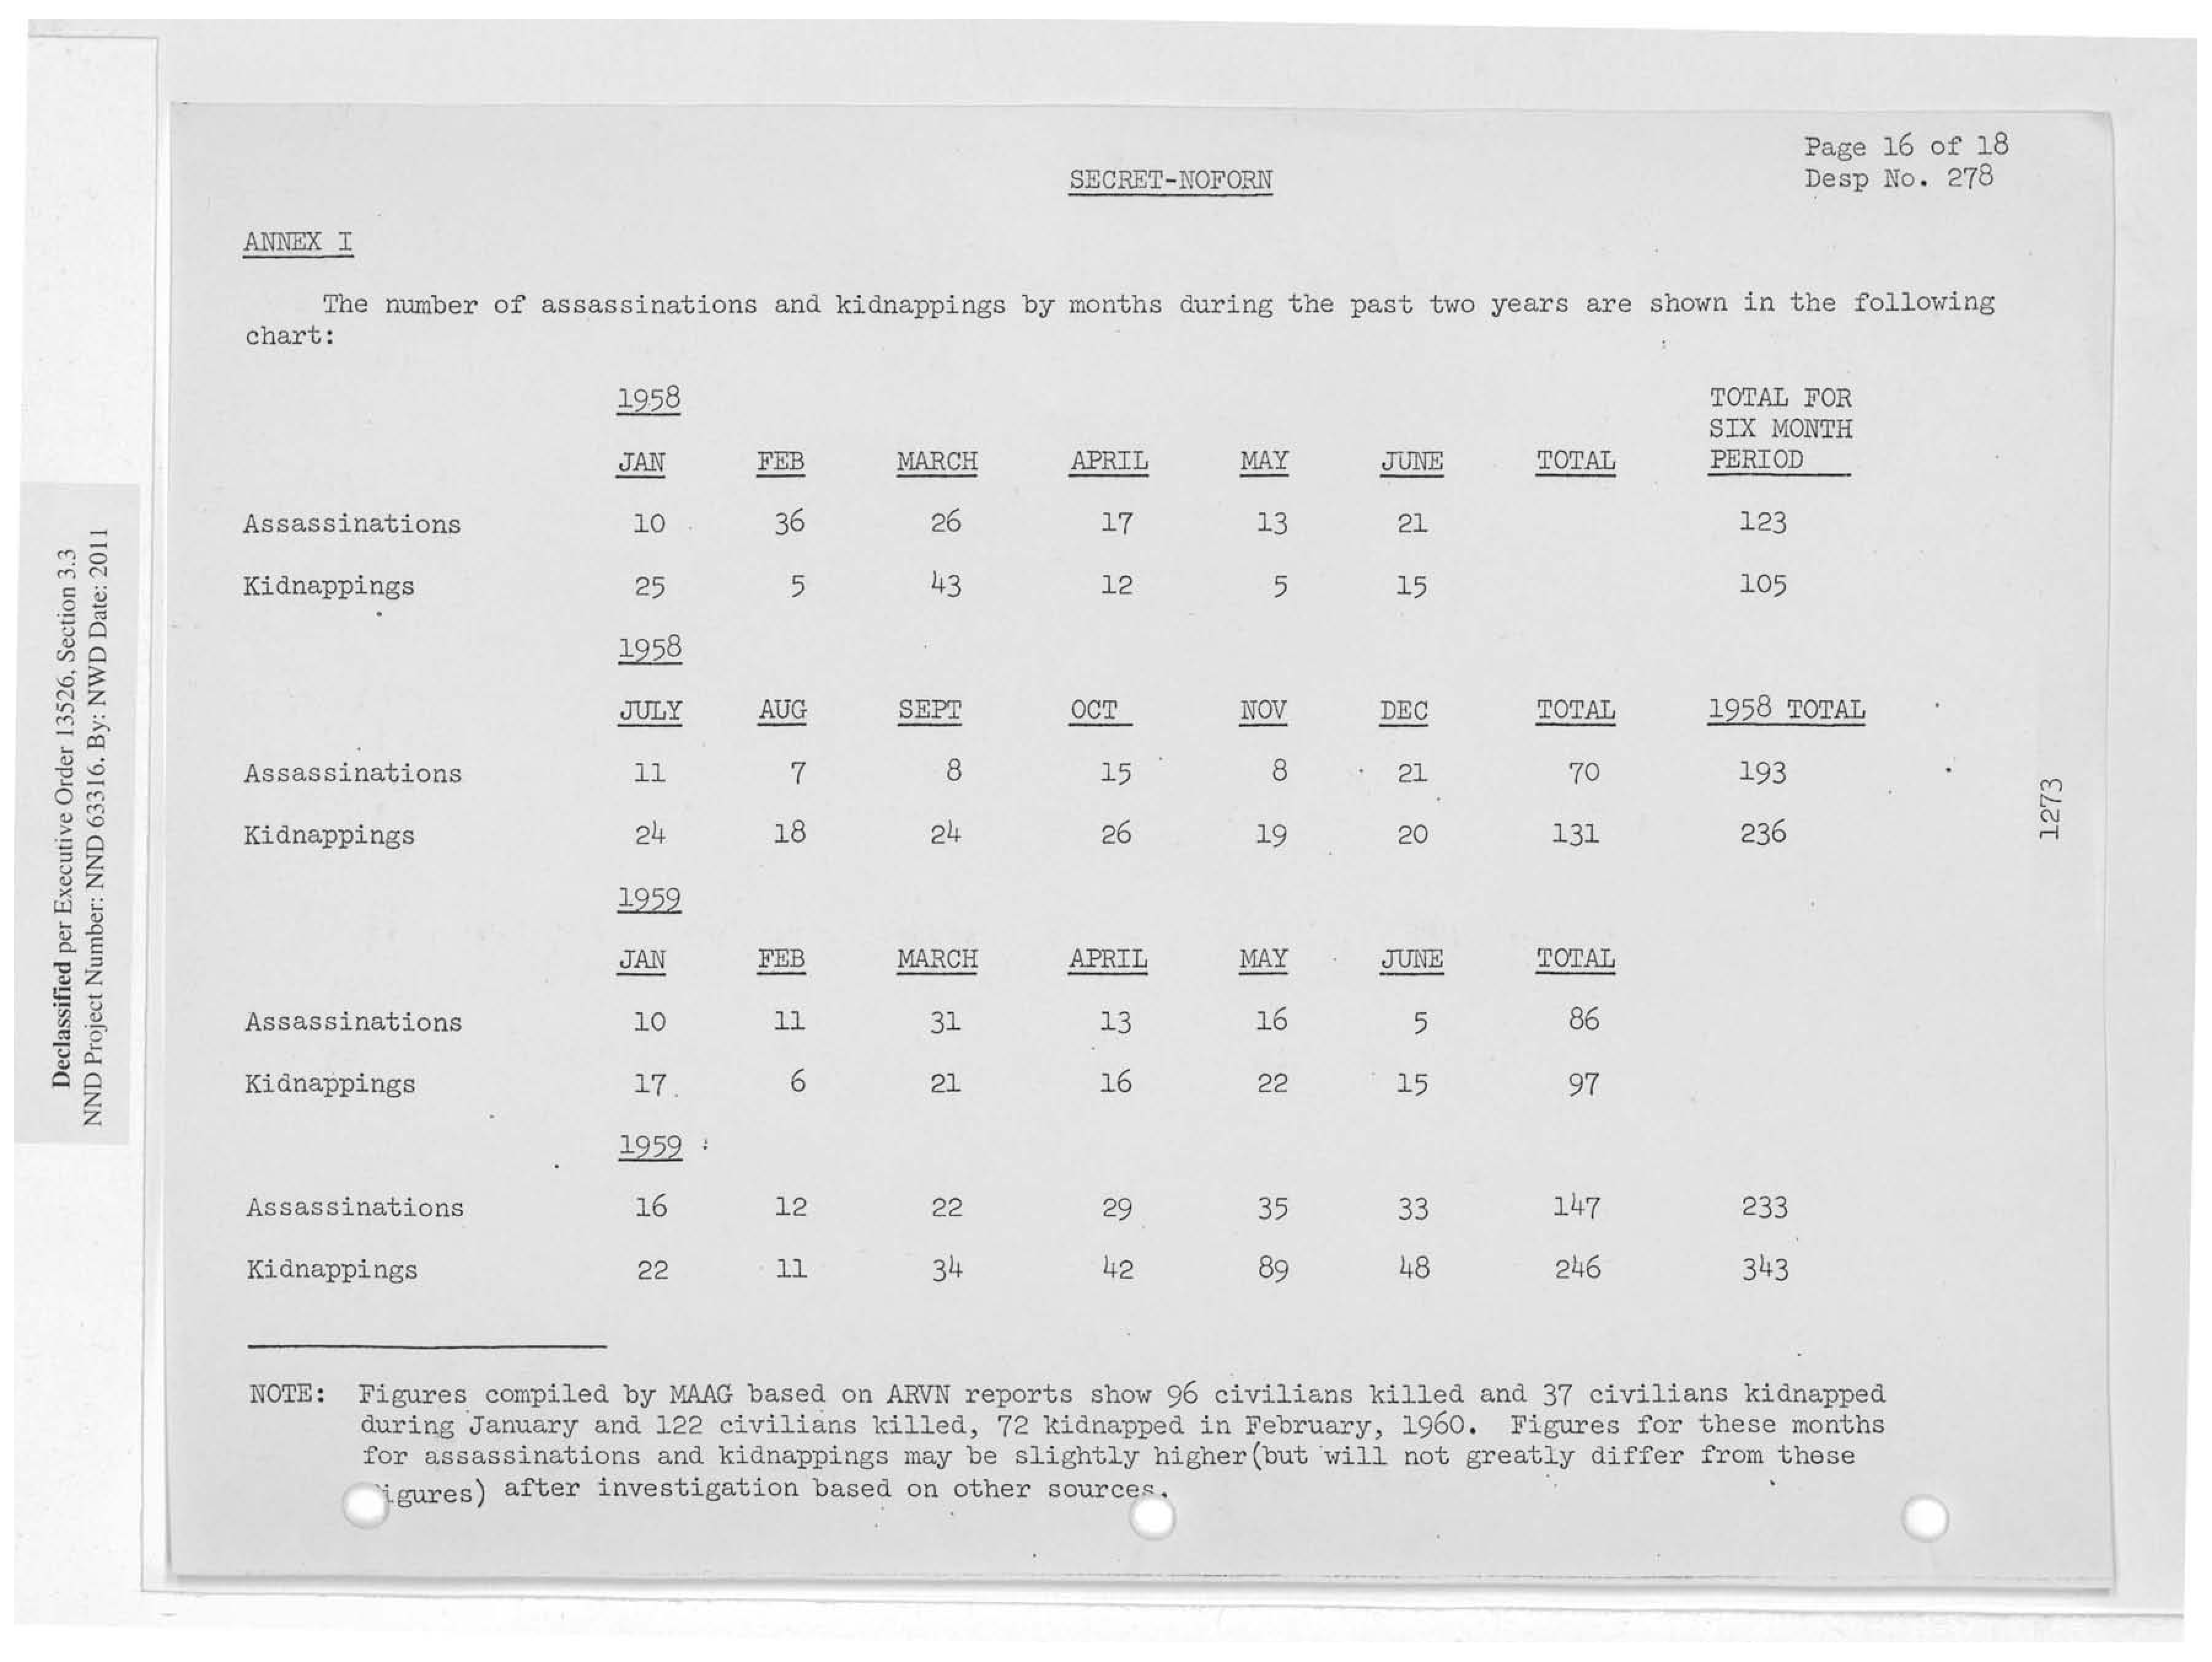 Page 16 of 18
SECRET-NOFORN
Desp No. 278
ANNEX I
The number of assassinations and kidnappings by months during the past two years are shown in the following
chart:
1958 TOTAL FOR
SIX MONTH
JAN FEB MARCH APRIL MAY JUNE TOTAL PERIOD
Assassinations 10 36 26 17 13 21 123
Kidnappings 25 5 43 12 5 15 105
1958
JULY AUG SEPT OCT NOV DEC TOTAL 1958 TOTAL
Assassinations 11 7 8 15 8 21 70 193
Kidnappings 24 18 24 26 19 20 131 236
1959
JAN FEB MARCH APRIL MAY JUNE TOTAL
Assassinations 10 11 31 13 16 5 86
Kidnappings 17 6 21 16 22 15 97
1959
Assassinations 16 12 22 29 35 33 147 233
Kidnappings 22 11 34 42 89 48 246 343
NOTE: Figures compiled by MAAG based on ARVN reports show 96 civilians killed and 37 civilians kidnapped
during January and 122 civilians killed, 72 kidnapped in February, 1960. Figures for these months
for assassinations and kidnappings may be slightly higher(but will not greatly differ from these
igures) after investigation based on other sources.
Declassified per Executive Order 13526, Section 3.3
NND Project Number: NND 63316. By: NWD Date: 2011
1273